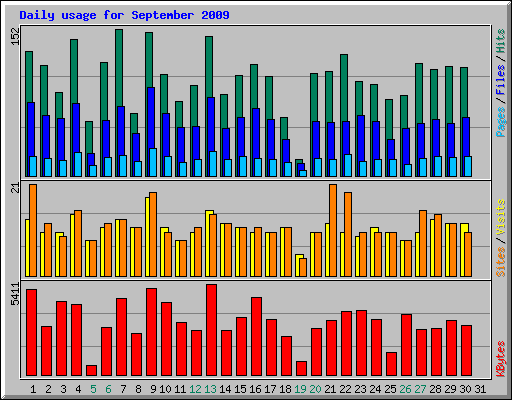 Daily usage for September 2009
152
Pages / Files / Hits
21
Sites / Visits
5411
KBytes
1 2 3 4 5 6 7 8 9 10 11 12 13 14 15 16 17 18 19 20 21 22 23 24 25 26 27 28 29 30 31